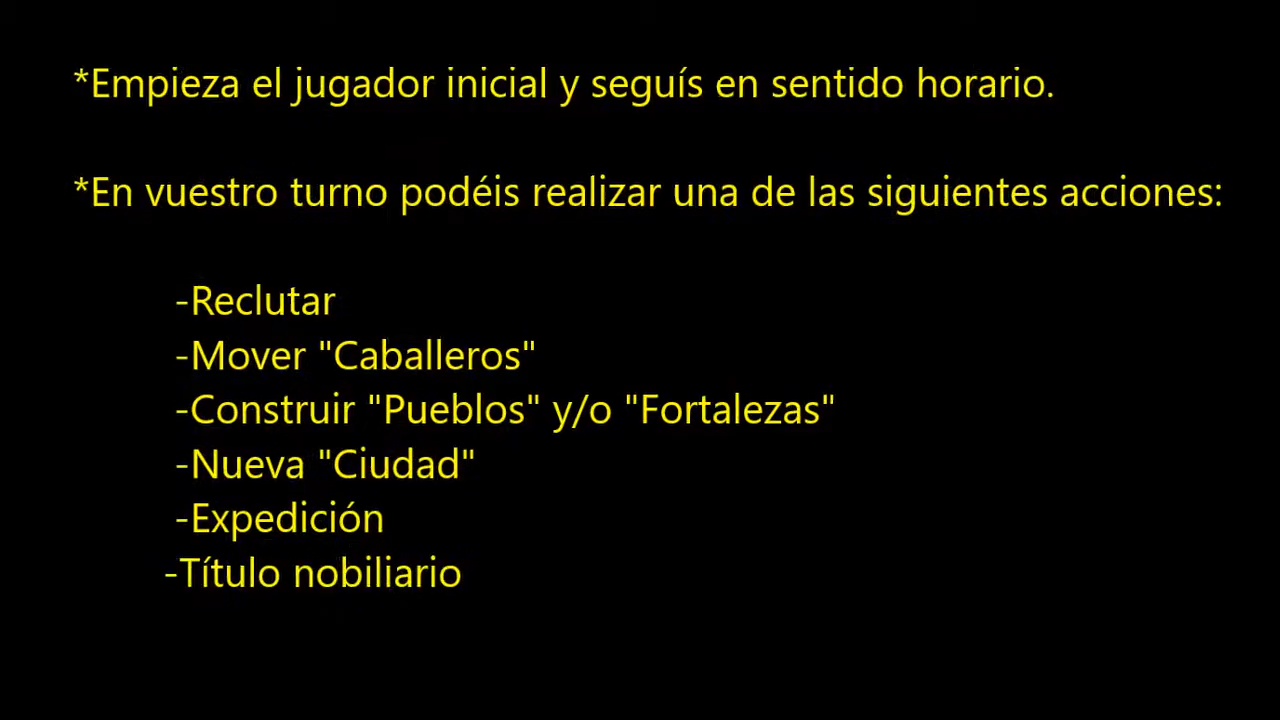 *Empieza el jugador inicial y seguís en sentido horario.
*En vuestro turno podéis realizar una de las siguientes acciones:
-Reclutar
-Mover "Caballeros"
-Construir "Pueblos" y/o "Fortalezas"
-Nueva "Ciudad"
-Expedición
-Título nobiliario